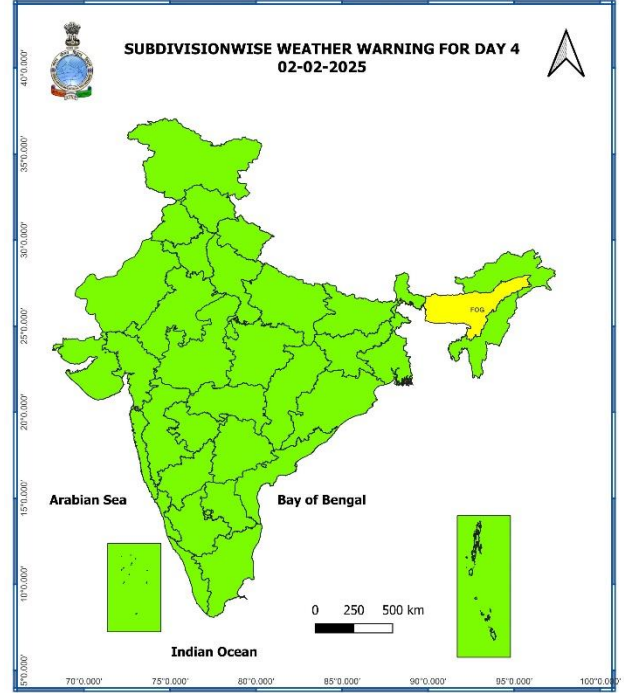 SUBDIVISIONWISE WEATHER WARNING FOR DAY 4
02-02-2025
40°0.000'
35°0.000'
30°0.000'
25°0.000'
20°0.000'
15°0.000'
10°0.000'
5°0.000'
FOG
Arabian Sea
Bay of Bengal
0 250 500 km
Indian Ocean
70°0.000' 75°0.000' 80°0.000' 85°0.000' 90°0.000' 95°0.000' 100°0.000'